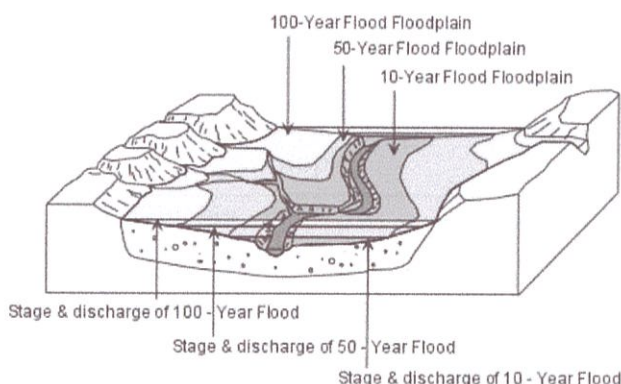 100-Year Flood Floodplain
50-Year Flood Floodplain
10-Year Flood Floodplain
Stage & discharge of 100 - Year Flood
Stage & discharge of 50 - Year Flood
Stage & discharge of 10 - Year Flood